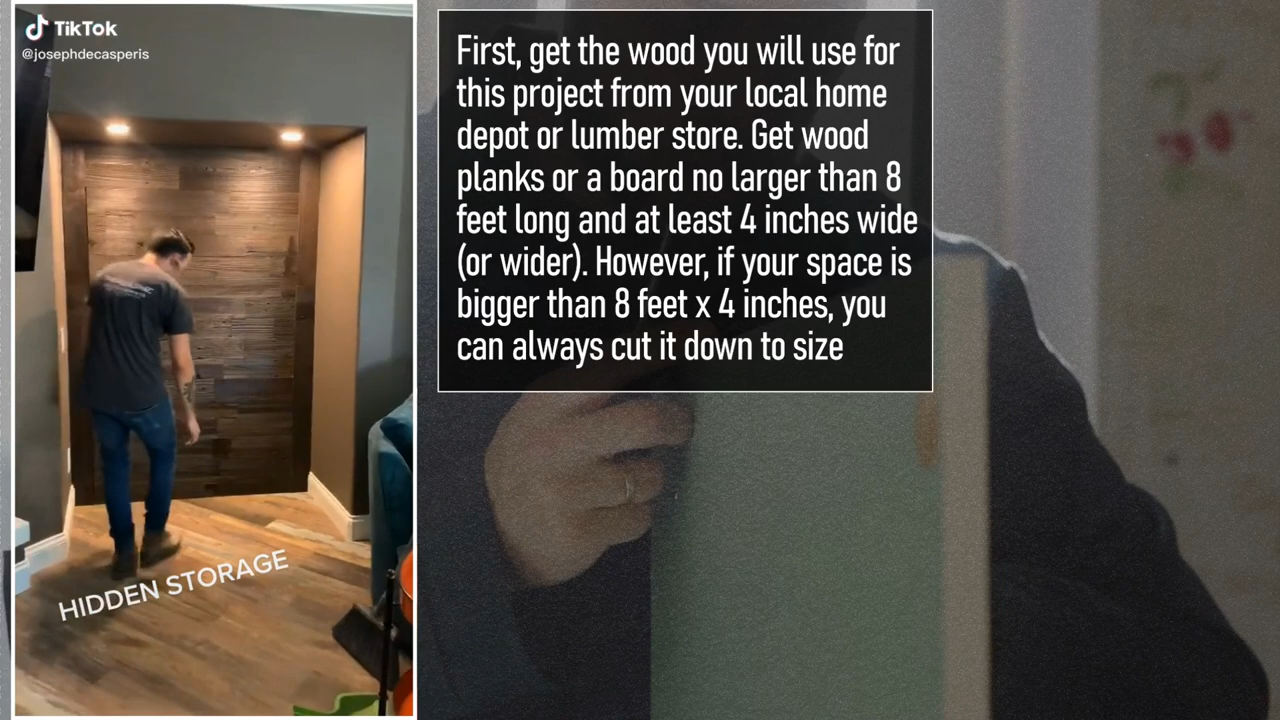 TikTok
@josephdecasperis
HIDDEN STORAGE
First, get the wood you will use for
this project from your local home
depot or lumber store. Get wood
planks or a board no larger than 8
feet long and at least 4 inches wide
(or wider). However, if your space is
bigger than 8 feet x 4 inches, you
can always cut it down to size